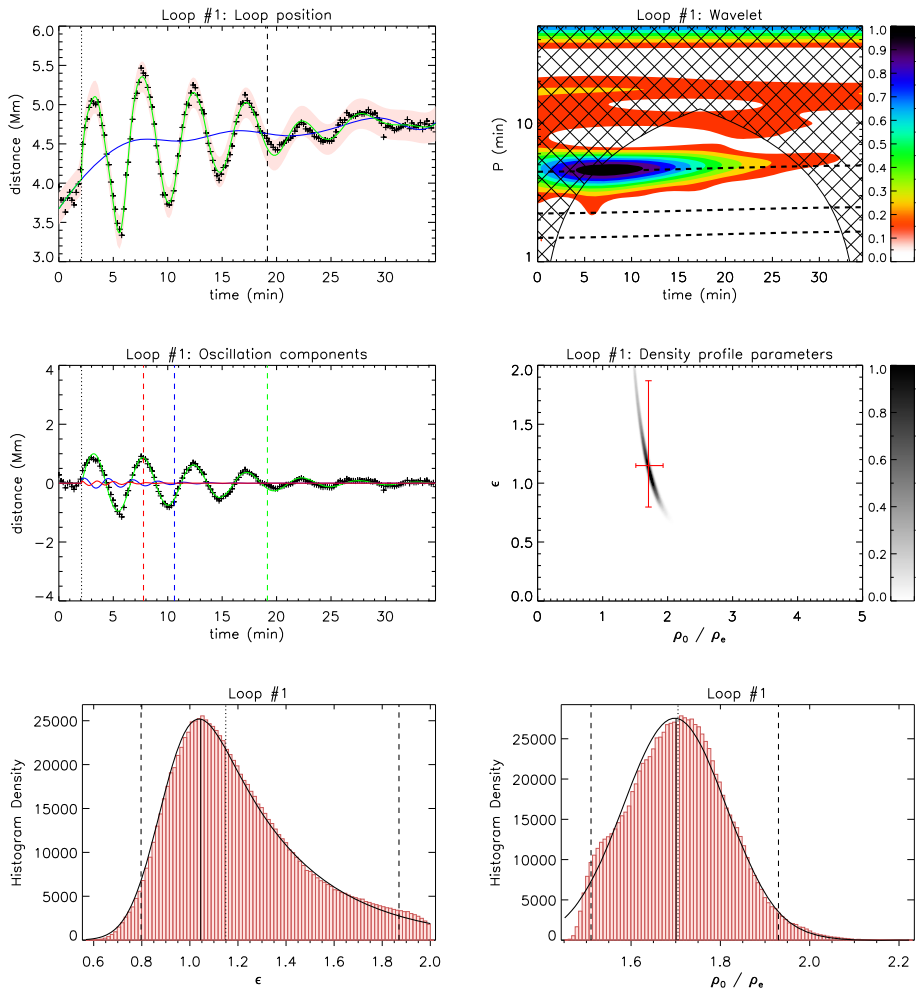 Loop #1: Loop position
6.0
5.5
5.0
4.5
4.0
3.5
3.0
distance (Mm)
0 5 10 15 20 25 30
time (min)
Loop #1: Wavelet
10
1
P (min)
0 5 10 15 20 25 30
time (min)
1.0
0.9
0.8
0.7
0.6
0.5
0.4
0.3
0.2
0.1
0.0
Loop #1: Oscillation components
4
2
0
−2
−4
distance (Mm)
0 5 10 15 20 25 30
time (min)
Loop #1: Density profile parameters
2.0
1.5
1.0
0.5
0.0
ϵ
0 1 2 3 4 5
ρ₀ / ρₑ
1.0
0.8
0.6
0.4
0.2
0.0
Loop #1
25000
20000
15000
10000
5000
0
Histogram Density
0.6 0.8 1.0 1.2 1.4 1.6 1.8 2.0
ϵ
Loop #1
25000
20000
15000
10000
5000
0
Histogram Density
1.6 1.8 2.0 2.2
ρ₀ / ρₑ